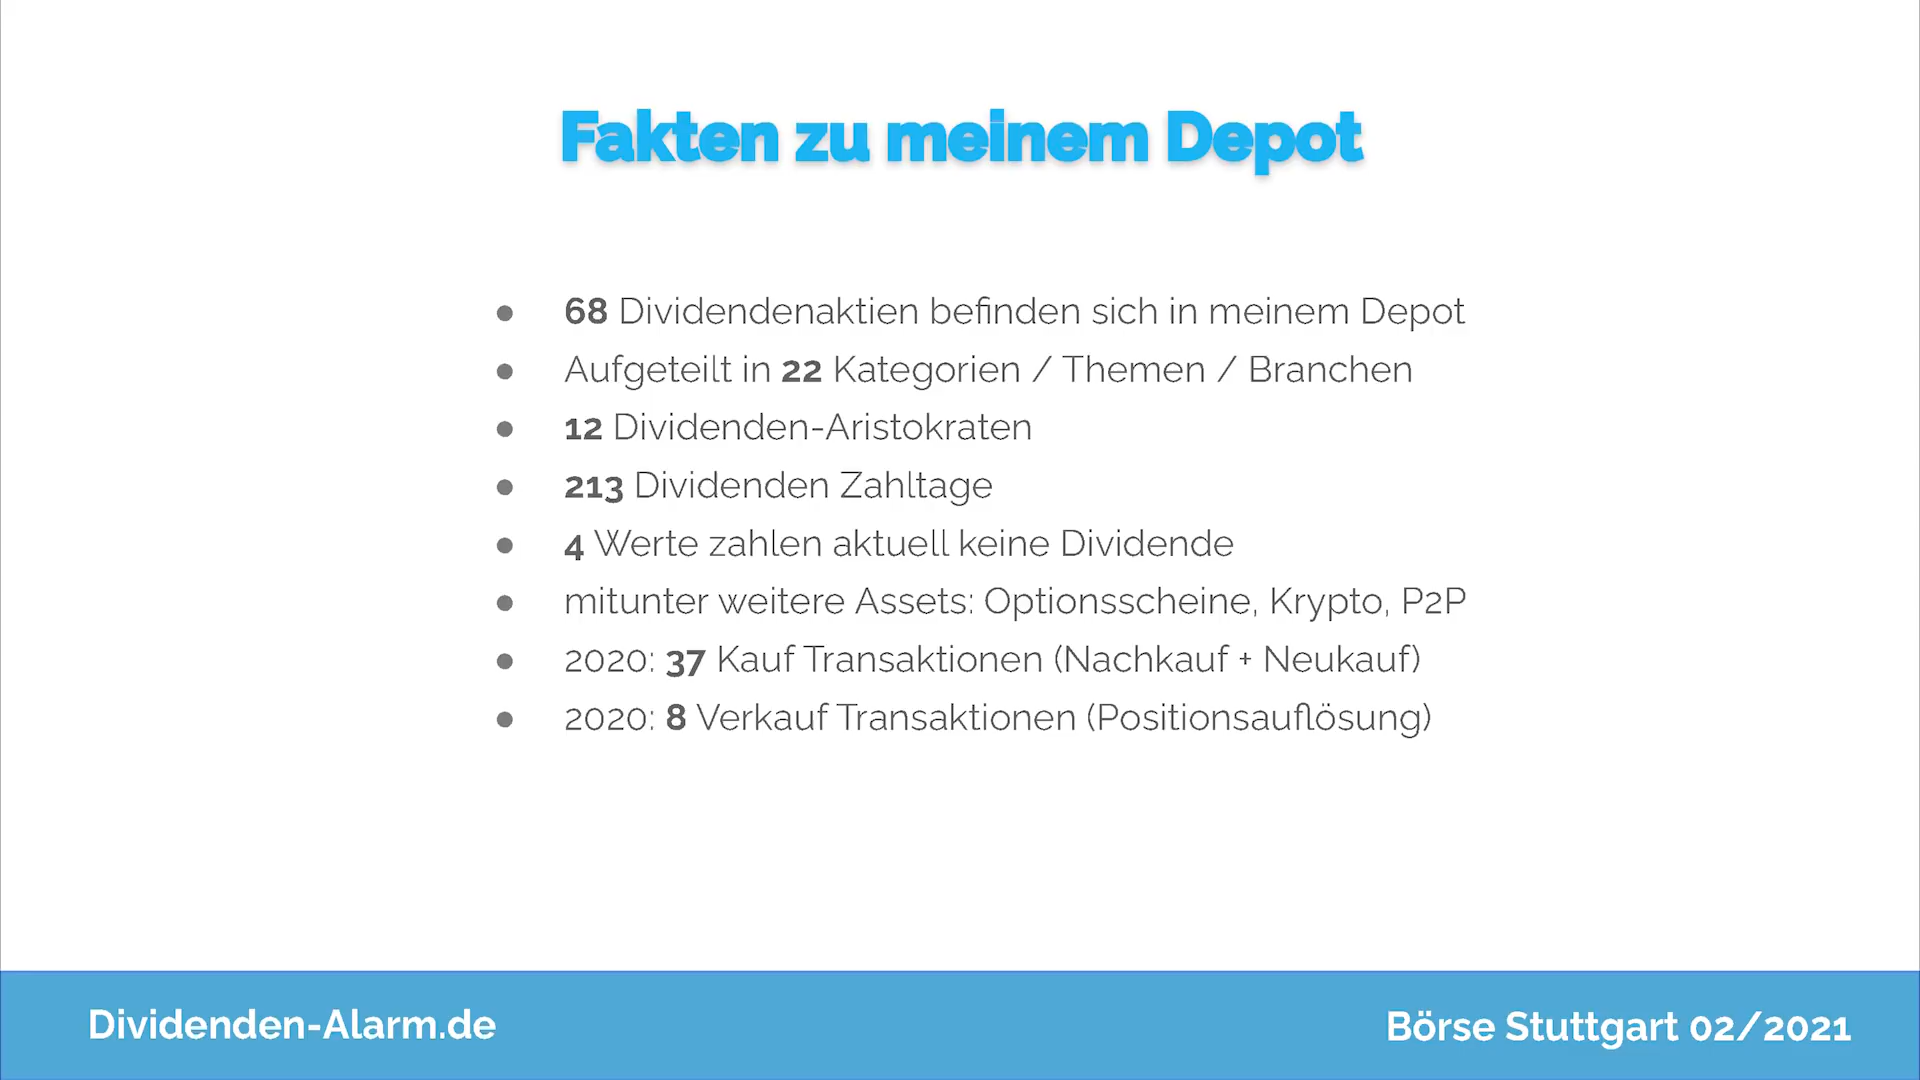 Fakten zu meinem Depot
● 68 Dividendenaktien befinden sich in meinem Depot
● Aufgeteilt in 22 Kategorien / Themen / Branchen
● 12 Dividenden-Aristokraten
● 213 Dividenden Zahltage
● 4 Werte zahlen aktuell keine Dividende
● mitunter weitere Assets: Optionsscheine, Krypto, P2P
● 2020: 37 Kauf Transaktionen (Nachkauf + Neukauf)
● 2020: 8 Verkauf Transaktionen (Positionsauflösung)
Dividenden-Alarm.de
Börse Stuttgart 02/2021